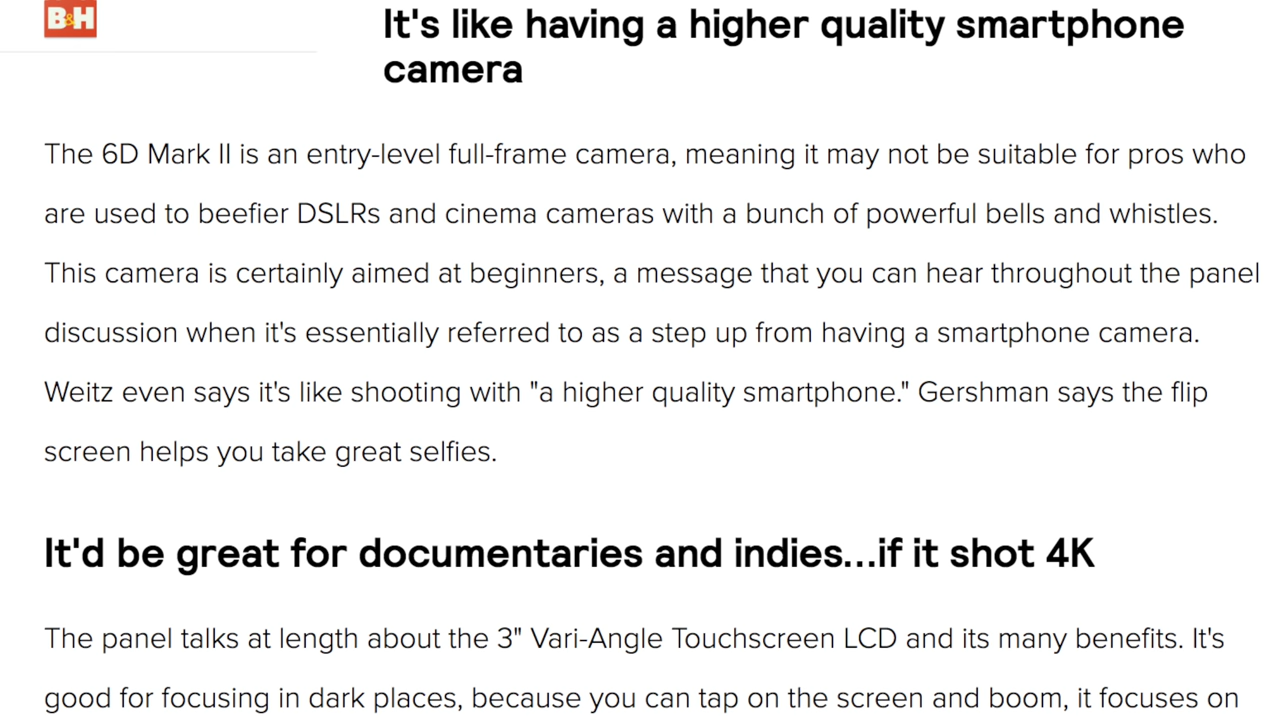 B&H
It's like having a higher quality smartphone
camera
The 6D Mark II is an entry-level full-frame camera, meaning it may not be suitable for pros who
are used to beefier DSLRs and cinema cameras with a bunch of powerful bells and whistles.
This camera is certainly aimed at beginners, a message that you can hear throughout the panel
discussion when it's essentially referred to as a step up from having a smartphone camera.
Weitz even says it's like shooting with "a higher quality smartphone." Gershman says the flip
screen helps you take great selfies.
It'd be great for documentaries and indies...if it shot 4K
The panel talks at length about the 3" Vari-Angle Touchscreen LCD and its many benefits. It's
good for focusing in dark places, because you can tap on the screen and boom, it focuses on